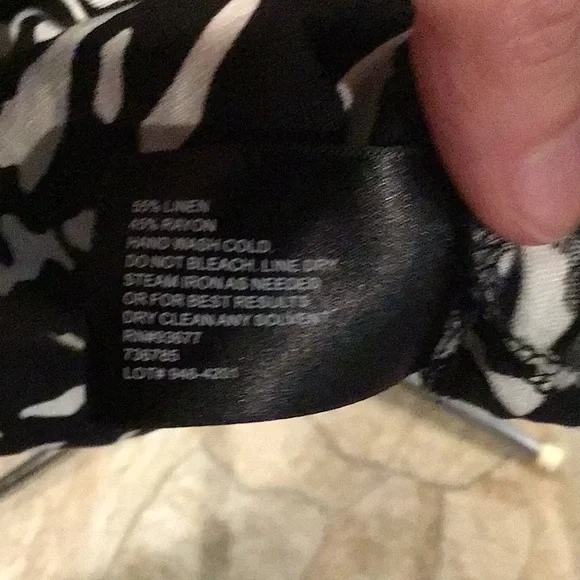 55% LINEN
45% RAYON
HAND WASH COLD
DO NOT BLEACH. LINE DRY
STEAM IRON AS NEEDED
OR FOR BEST RESULTS
DRY CLEAN ANY SOLVENT
RN#93677
736785
LOT# 946-4201